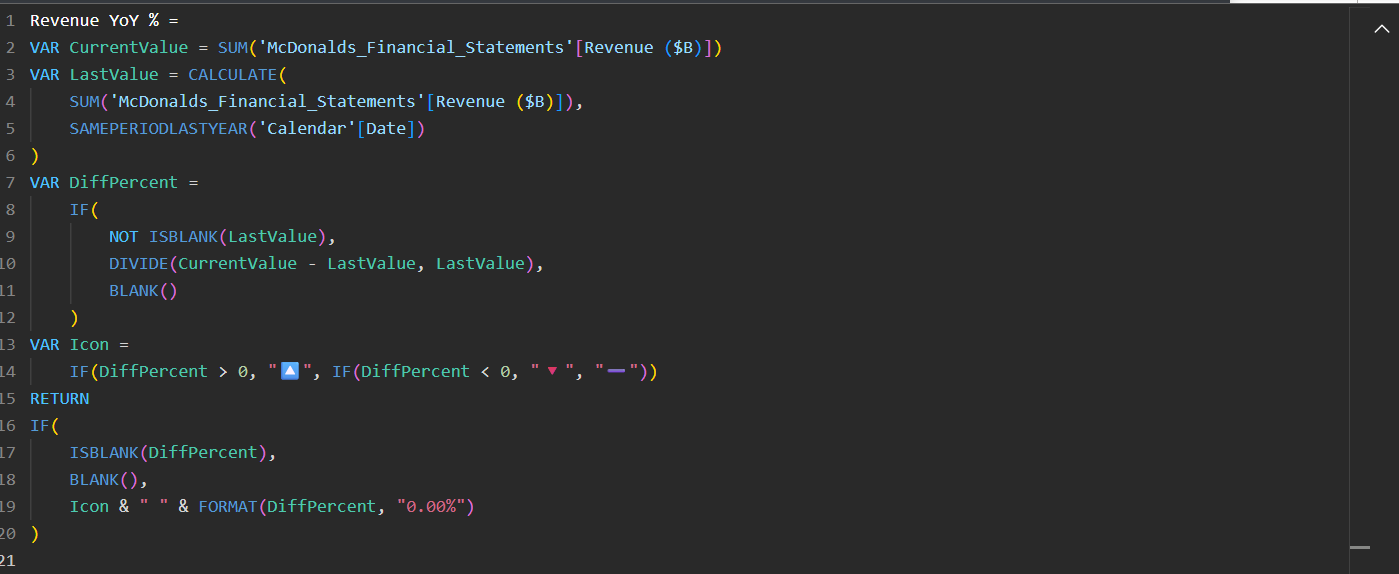 1 Revenue YoY % =
2 VAR CurrentValue = SUM('McDonalds_Financial_Statements'[Revenue ($B)])
3 VAR LastValue = CALCULATE(
4     SUM('McDonalds_Financial_Statements'[Revenue ($B)]),
5     SAMEPERIODLASTYEAR('Calendar'[Date])
6 )
7 VAR DiffPercent =
8     IF(
9         NOT ISBLANK(LastValue),
10         DIVIDE(CurrentValue - LastValue, LastValue),
11         BLANK()
12     )
13 VAR Icon =
14     IF(DiffPercent > 0, "🔼", IF(DiffPercent < 0, "🔻", "➖"))
15 RETURN
16 IF(
17     ISBLANK(DiffPercent),
18     BLANK(),
19     Icon & " " & FORMAT(DiffPercent, "0.00%")
20 )
21